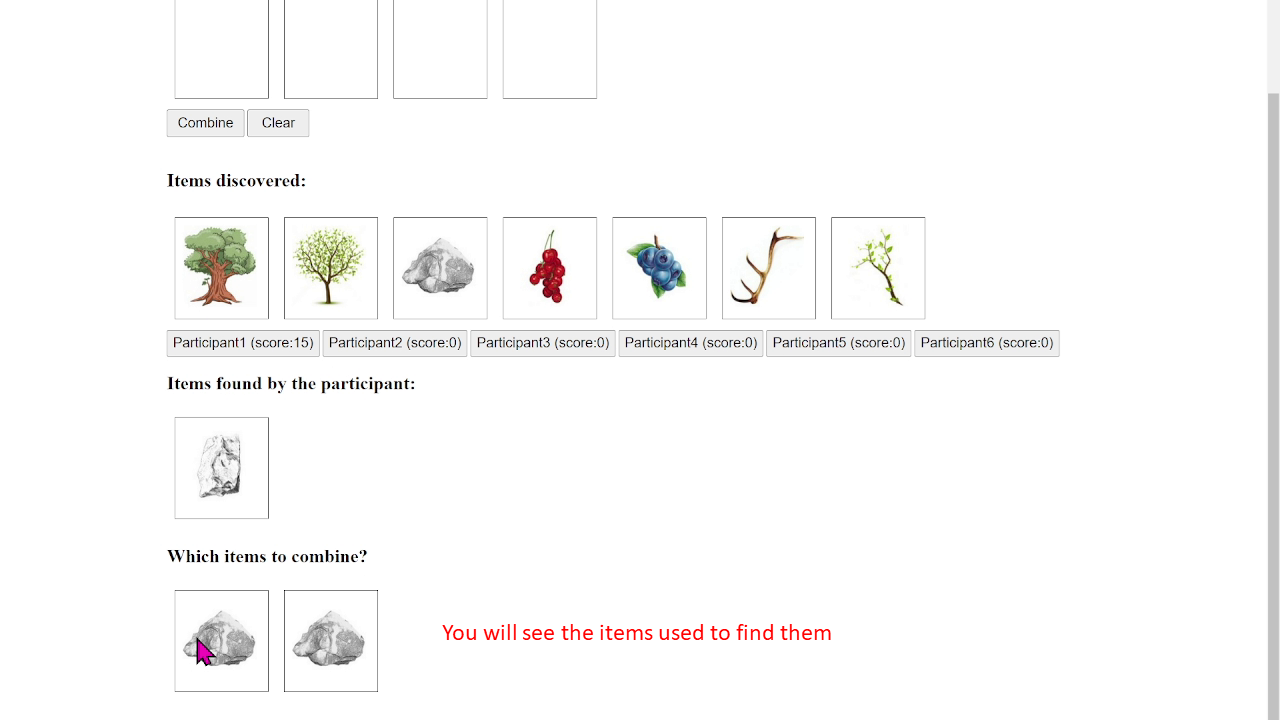 Combine Clear
Items discovered:
Participant1 (score:15) Participant2 (score:0) Participant3 (score:0) Participant4 (score:0) Participant5 (score:0) Participant6 (score:0)
Items found by the participant:
Which items to combine?
You will see the items used to find them